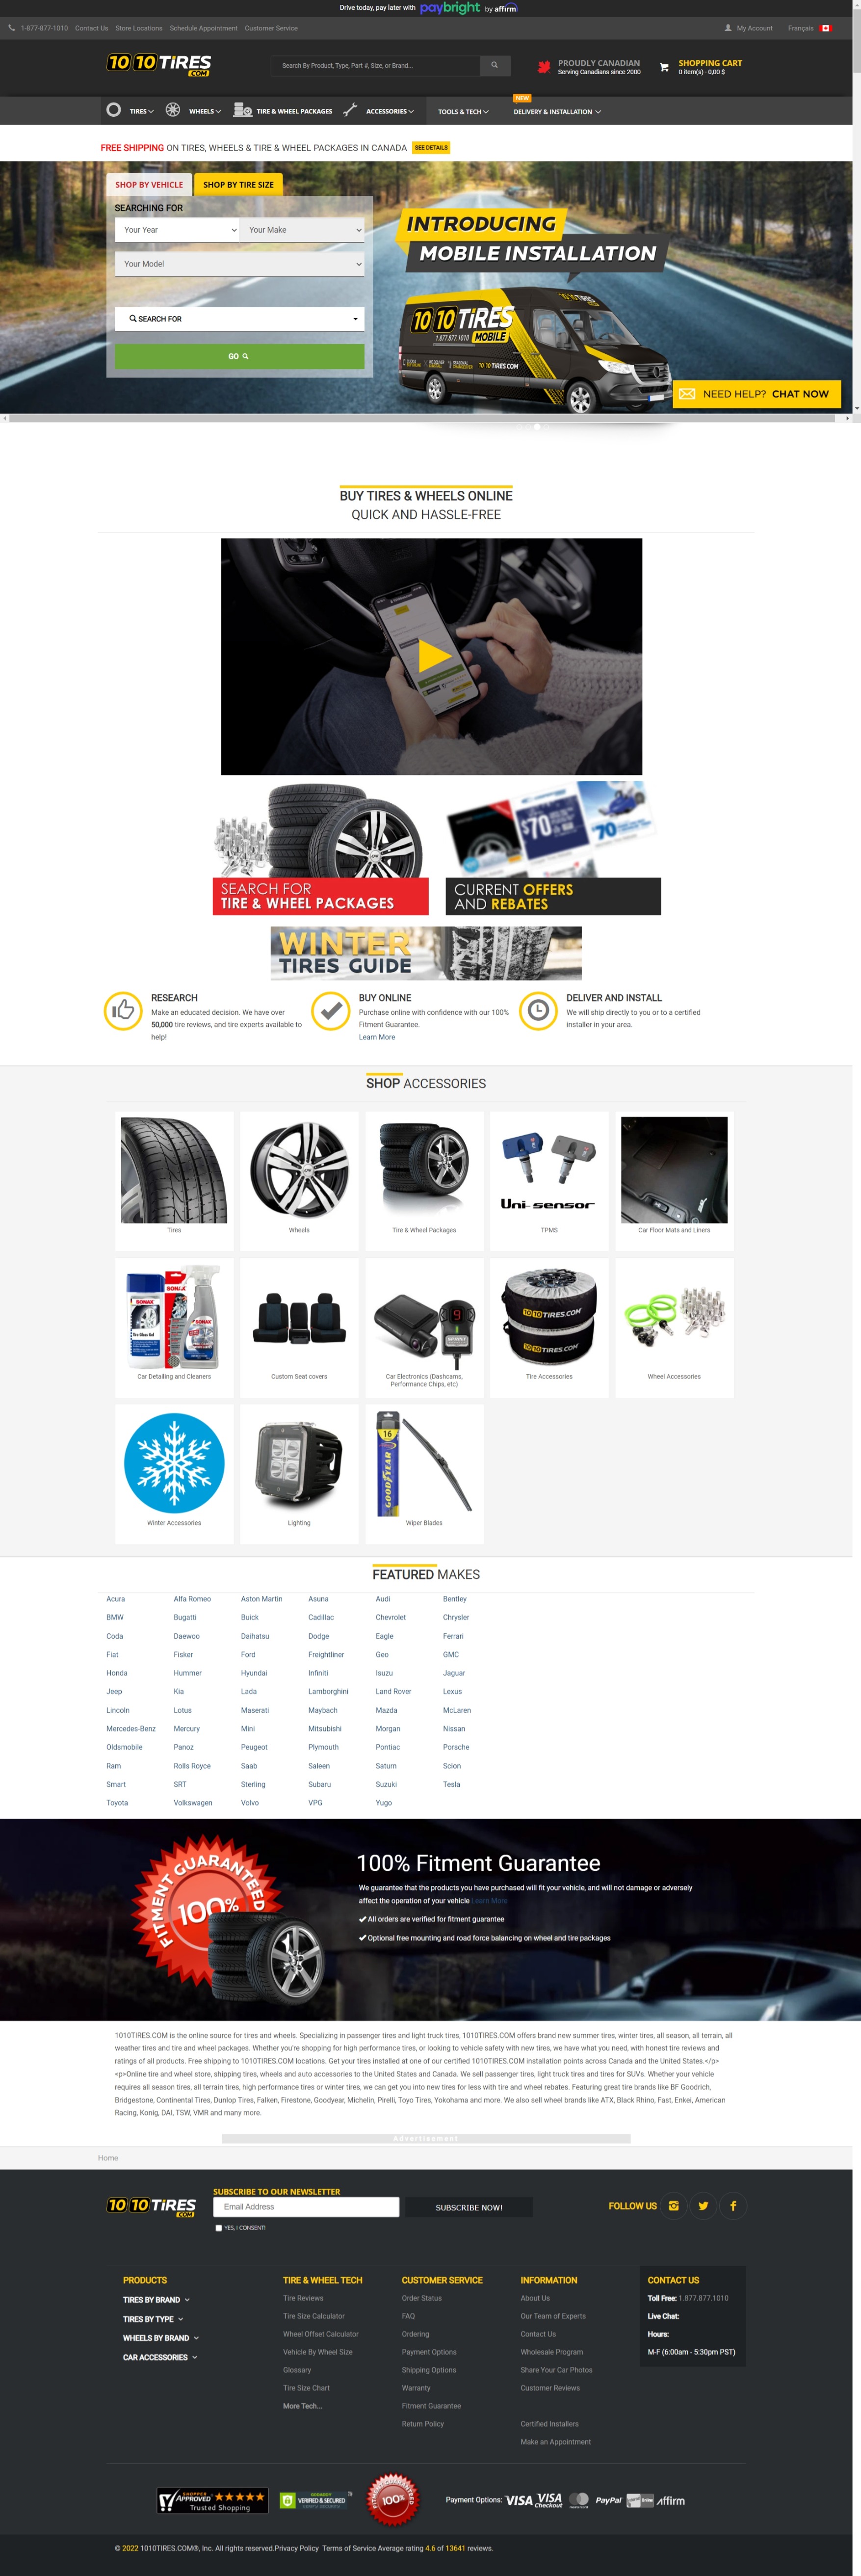 Drive today, pay later with paybright by affirm
1-877-877-1010 Contact Us Store Locations Schedule Appointment Customer Service
My Account Français
1010TIRES.COM
Search By Product, Type, Part #, Size, or Brand...
PROUDLY CANADIAN
Serving Canadians since 2000
SHOPPING CART
0 item(s) - 0,00 $
TIRES WHEELS TIRE & WHEEL PACKAGES ACCESSORIES TOOLS & TECH
NEW
DELIVERY & INSTALLATION
FREE SHIPPING ON TIRES, WHEELS & TIRE & WHEEL PACKAGES IN CANADA SEE DETAILS
SHOP BY VEHICLE SHOP BY TIRE SIZE
SEARCHING FOR
Your Year Your Make
Your Model
SEARCH FOR
GO
INTRODUCING
MOBILE INSTALLATION
1010TIRES
1.877.877.1010 MOBILE
1010TIRES.COM
NEED HELP? CHAT NOW
BUY TIRES & WHEELS ONLINE
QUICK AND HASSLE-FREE
SEARCH FOR
TIRE & WHEEL PACKAGES
$70
70
CURRENT OFFERS
AND REBATES
WINTER
TIRES GUIDE
RESEARCH
Make an educated decision. We have over
50,000 tire reviews, and tire experts available to
help!
BUY ONLINE
Purchase online with confidence with our 100%
Fitment Guarantee.
Learn More
DELIVER AND INSTALL
We will ship directly to you or to a certified
installer in your area.
SHOP ACCESSORIES
Uni-sensor
Tires
Wheels
Tire & Wheel Packages
TPMS
Car Floor Mats and Liners
SONAX
SONAX
1010TIRES.COM
1010TIRES.COM
Car Detailing and Cleaners
Custom Seat covers
Car Electronics (Dashcams,
Performance Chips, etc)
Tire Accessories
Wheel Accessories
16
GOODYEAR
Winter Accessories
Lighting
Wiper Blades
FEATURED MAKES
Acura Alfa Romeo Aston Martin Asuna Audi Bentley
BMW Bugatti Buick Cadillac Chevrolet Chrysler
Coda Daewoo Daihatsu Dodge Eagle Ferrari
Fiat Fisker Ford Freightliner Geo GMC
Honda Hummer Hyundai Infiniti Isuzu Jaguar
Jeep Kia Lada Lamborghini Land Rover Lexus
Lincoln Lotus Maserati Maybach Mazda McLaren
Mercedes-Benz Mercury Mini Mitsubishi Morgan Nissan
Oldsmobile Panoz Peugeot Plymouth Pontiac Porsche
Ram Rolls Royce Saab Saleen Saturn Scion
Smart SRT Sterling Subaru Suzuki Tesla
Toyota Volkswagen Volvo VPG Yugo
FITMENT GUARANTEED
100%
100% Fitment Guarantee
We guarantee that the products you have purchased will fit your vehicle, and will not damage or adversely
affect the operation of your vehicle Learn More
All orders are verified for fitment guarantee
Optional free mounting and road force balancing on wheel and tire packages
1010TIRES.COM is the online source for tires and wheels. Specializing in passenger tires and light truck tires, 1010TIRES.COM offers brand new summer tires, winter tires, all season, all terrain, all
weather tires and tire and wheel packages. Whether you're shopping for high performance tires, or looking to vehicle safety with new tires, we have what you need, with honest tire reviews and
ratings of all products. Free shipping to 1010TIRES.COM locations. Get your tires installed at one of our certified 1010TIRES.COM installation points across Canada and the United States.</p>
<p>Online tire and wheel store, shipping tires, wheels and auto accessories to the United States and Canada. We sell passenger tires, light truck tires and tires for SUVs. Whether your vehicle
requires all season tires, all terrain tires, high performance tires or winter tires, we can get you into new tires for less with tire and wheel rebates. Featuring great tire brands like BF Goodrich,
Bridgestone, Continental Tires, Dunlop Tires, Falken, Firestone, Goodyear, Michelin, Pirelli, Toyo Tires, Yokohama and more. We also sell wheel brands like ATX, Black Rhino, Fast, Enkei, American
Racing, Konig, DAI, TSW, VMR and many more.
Advertisement
Home
1010TIRES.COM
SUBSCRIBE TO OUR NEWSLETTER
Email Address SUBSCRIBE NOW!
YES, I CONSENT!
FOLLOW US
PRODUCTS
TIRES BY BRAND
TIRES BY TYPE
WHEELS BY BRAND
CAR ACCESSORIES
TIRE & WHEEL TECH
Tire Reviews
Tire Size Calculator
Wheel Offset Calculator
Vehicle By Wheel Size
Glossary
Tire Size Chart
More Tech...
CUSTOMER SERVICE
Order Status
FAQ
Ordering
Payment Options
Shipping Options
Warranty
Fitment Guarantee
Return Policy
INFORMATION
About Us
Our Team of Experts
Contact Us
Wholesale Program
Share Your Car Photos
Customer Reviews
Certified Installers
Make an Appointment
CONTACT US
Toll Free: 1.877.877.1010
Live Chat:
Hours:
M-F (6:00am - 5:30pm PST)
SHOPPER APPROVED
Trusted Shopping
VERIFIED & SECURED
100%
Payment Options: VISA VISA Checkout PayPal affirm
© 2022 1010TIRES.COM®, Inc. All rights reserved.Privacy Policy Terms of Service Average rating 4.6 of 13641 reviews.